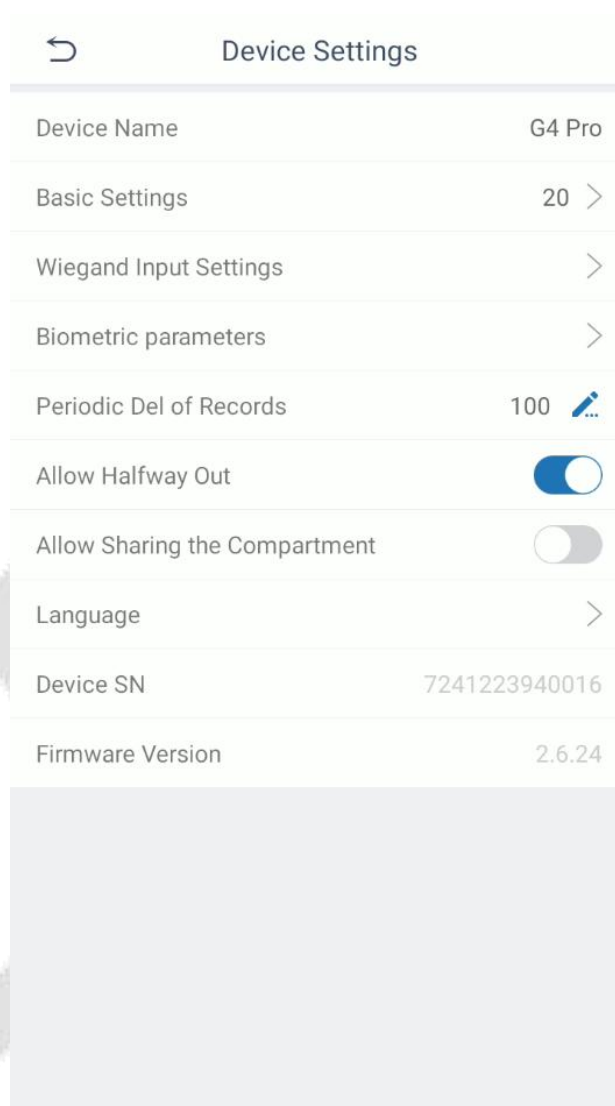 Device Settings
Device Name G4 Pro
Basic Settings 20
Wiegand Input Settings
Biometric parameters
Periodic Del of Records 100
Allow Halfway Out
Allow Sharing the Compartment
Language
Device SN 7241223940016
Firmware Version 2.6.24